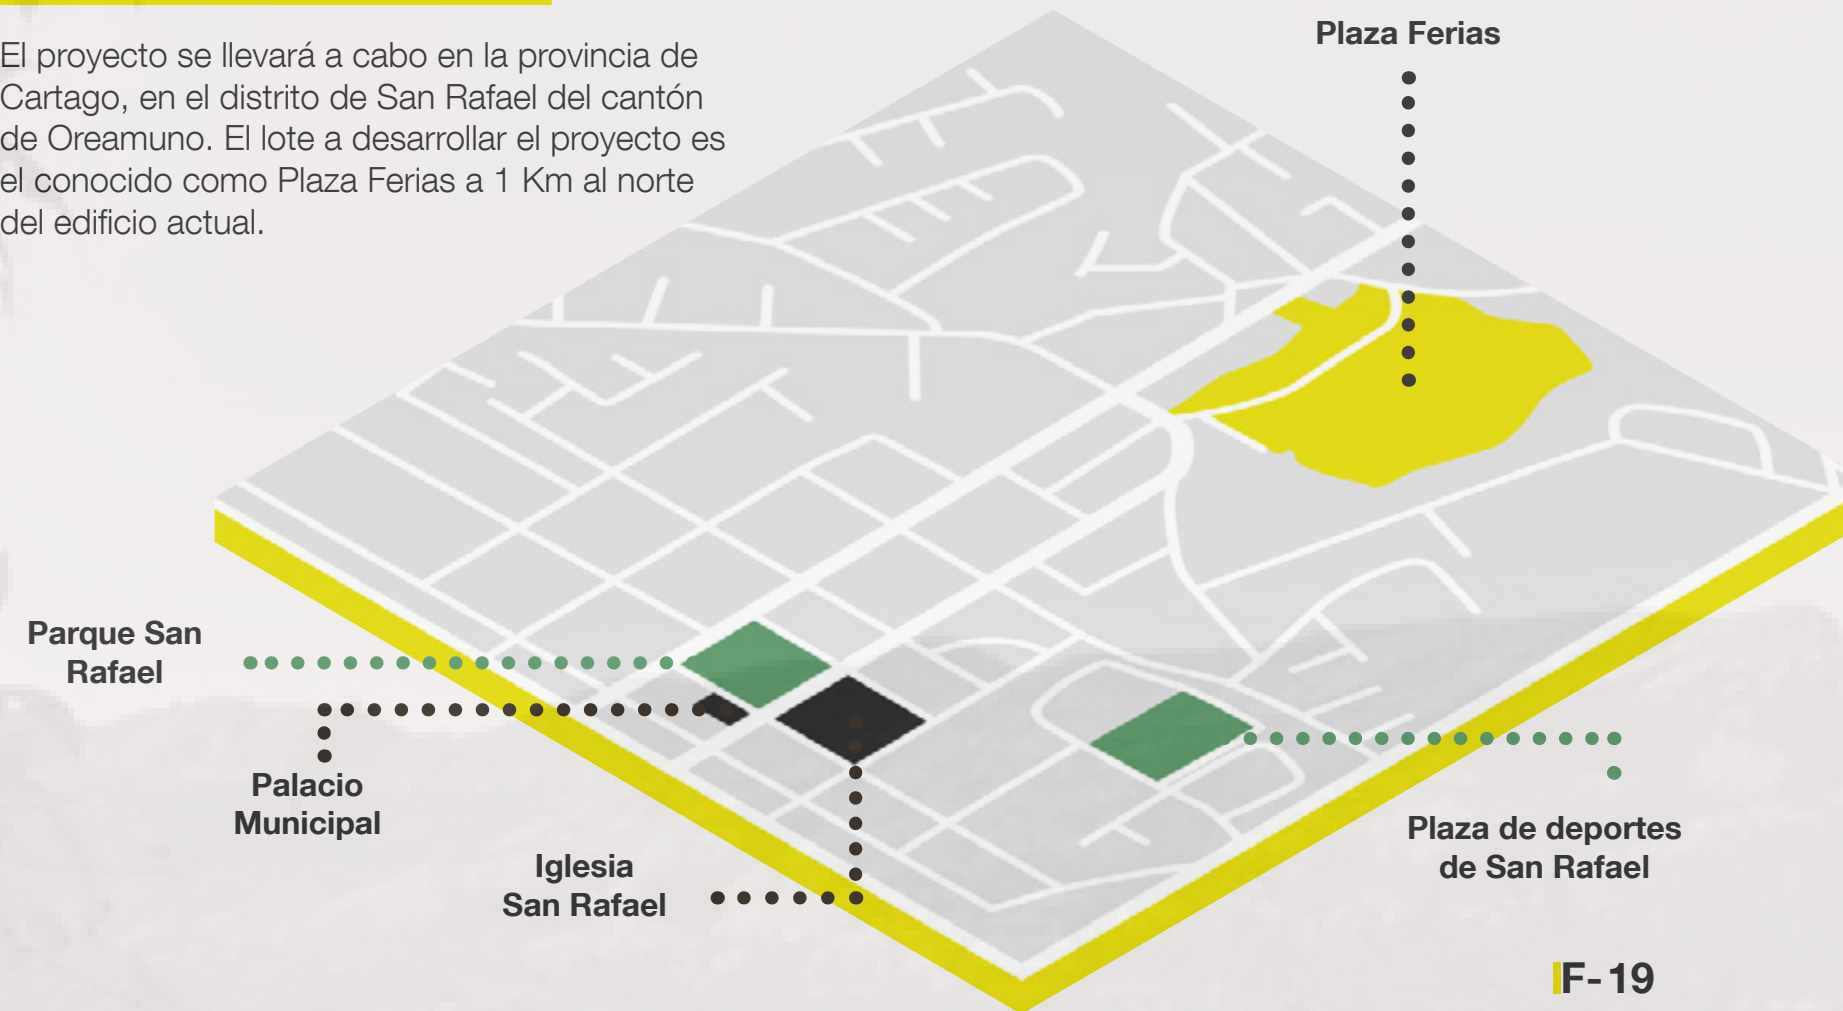 El proyecto se llevará a cabo en la provincia de
Cartago, en el distrito de San Rafael del cantón
de Oreamuno. El lote a desarrollar el proyecto es
el conocido como Plaza Ferias a 1 Km al norte
del edificio actual.
Plaza Ferias
Parque San
Rafael
Palacio
Municipal
Iglesia
San Rafael
Plaza de deportes
de San Rafael
F-19